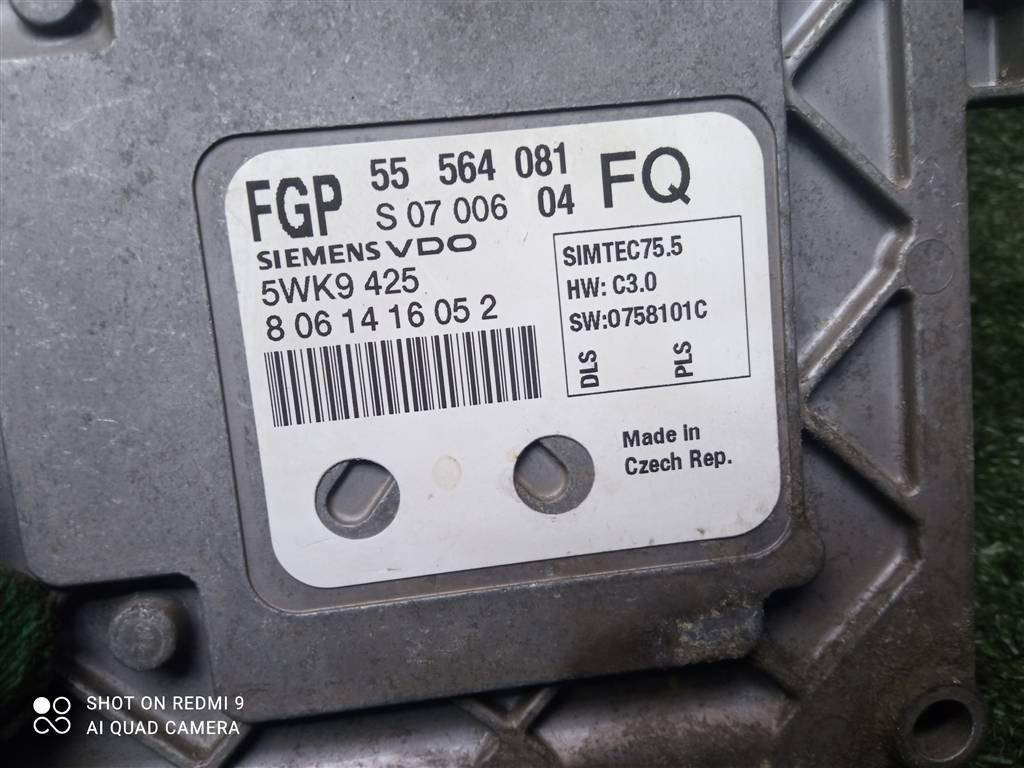 FGP 55 564 081 FQ
S 07 006 04
SIEMENS VDO
5WK9 425
8 06 14 16 05 2
SIMTEC75.5
HW: C3.0
SW:0758101C
DLS PLS
Made in
Czech Rep.
SHOT ON REDMI 9
AI QUAD CAMERA